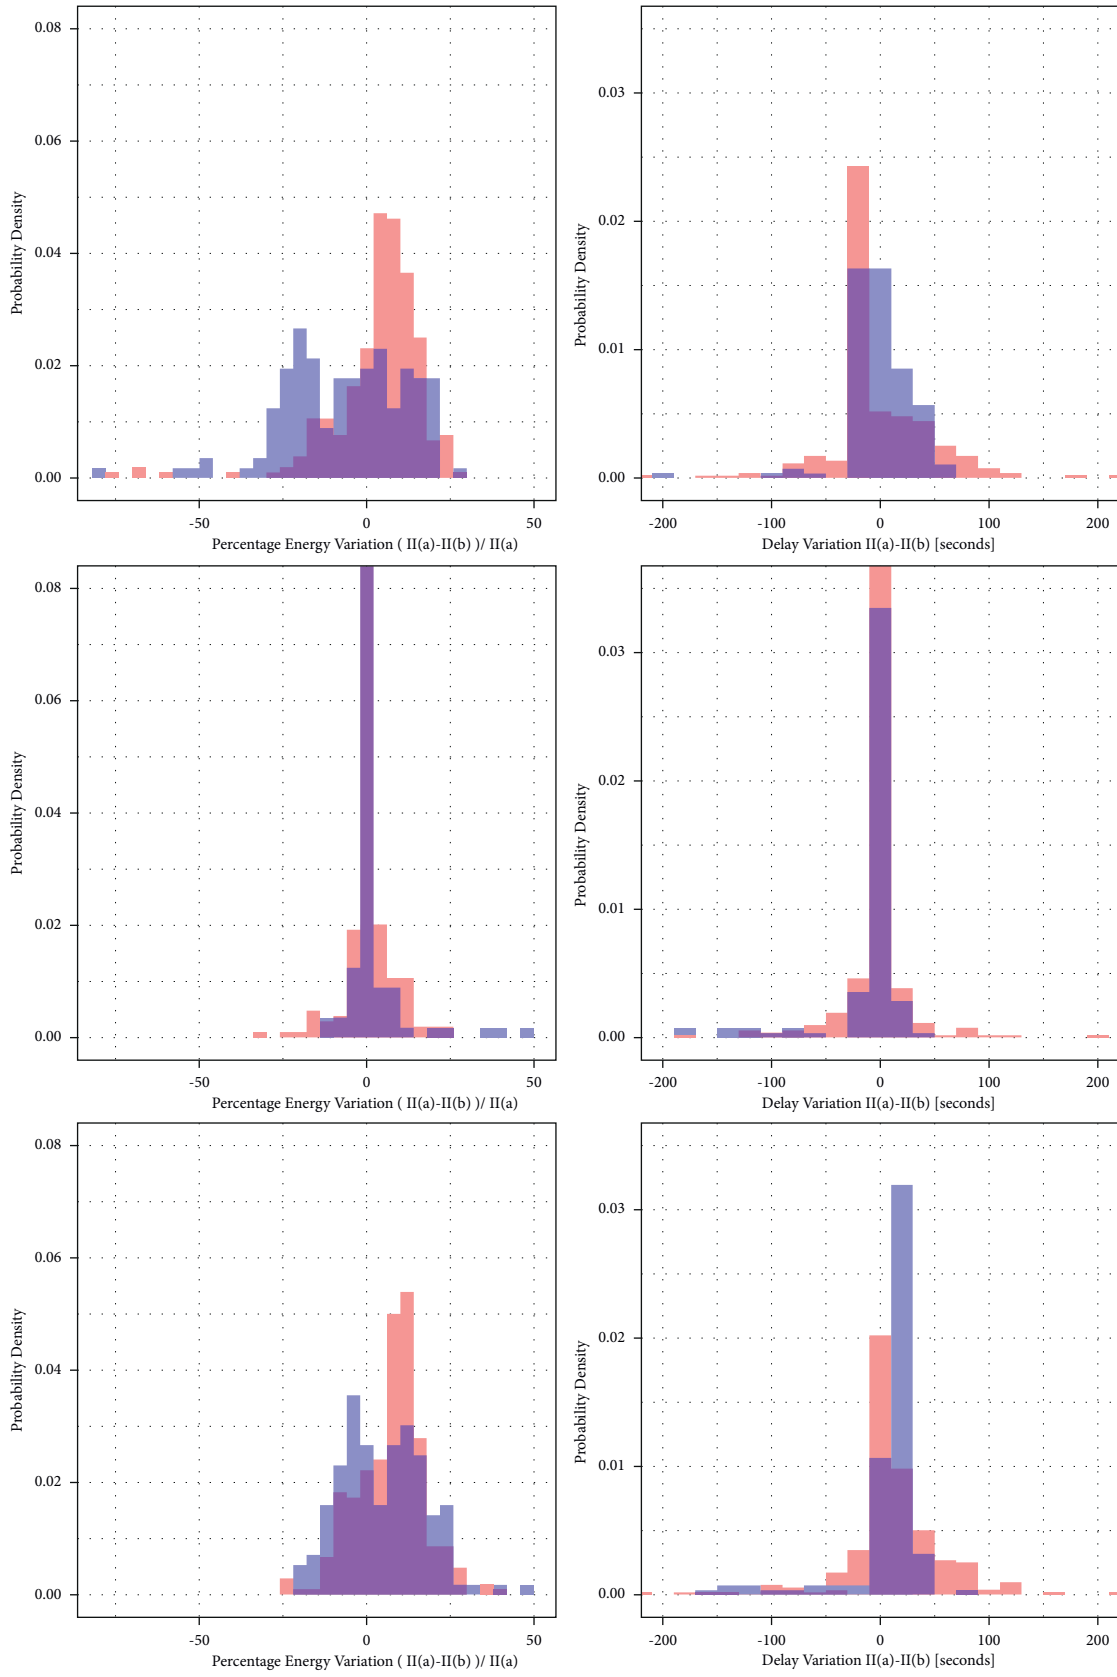 0.08
0.06
0.04
0.02
0.00
Probability Density
-50 0 50
Percentage Energy Variation ( II(a)-II(b) )/ II(a)
0.03
0.02
0.01
0.00
Probability Density
-200 -100 0 100 200
Delay Variation II(a)-II(b) [seconds]
0.08
0.06
0.04
0.02
0.00
Probability Density
-50 0 50
Percentage Energy Variation ( II(a)-II(b) )/ II(a)
0.03
0.02
0.01
0.00
Probability Density
-200 -100 0 100 200
Delay Variation II(a)-II(b) [seconds]
0.08
0.06
0.04
0.02
0.00
Probability Density
-50 0 50
Percentage Energy Variation ( II(a)-II(b) )/ II(a)
0.03
0.02
0.01
0.00
Probability Density
-200 -100 0 100 200
Delay Variation II(a)-II(b) [seconds]